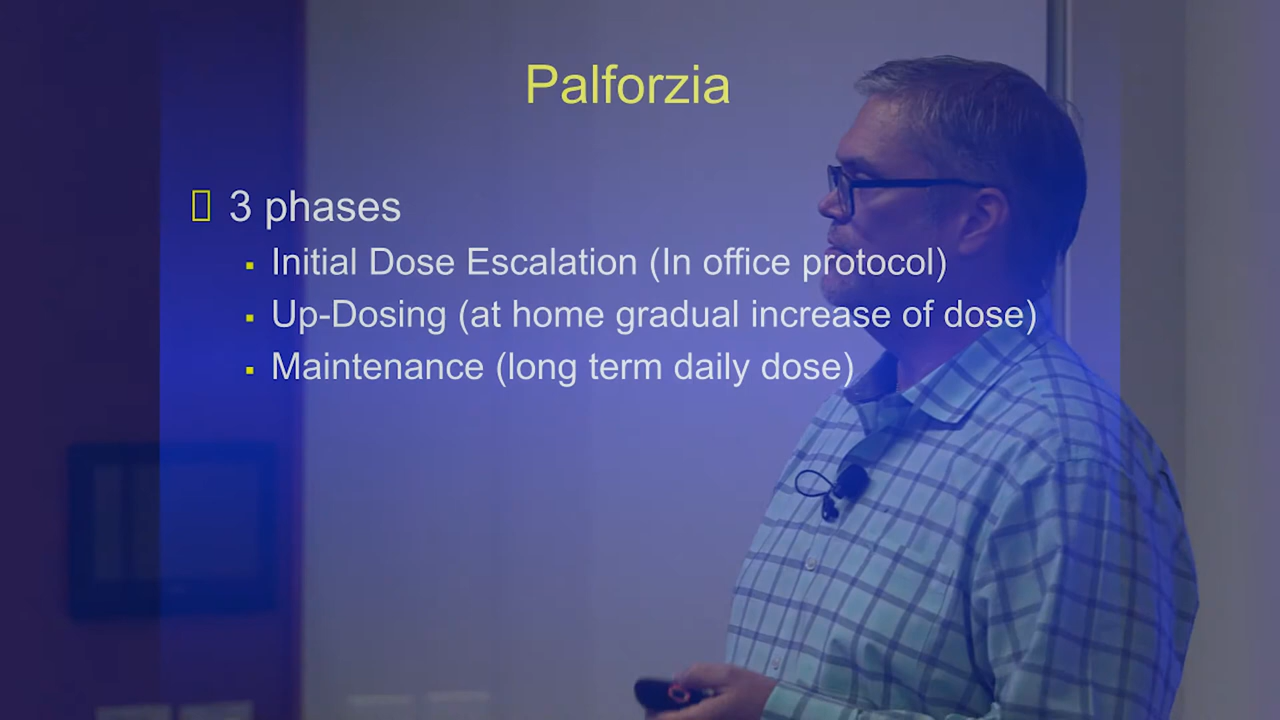 Palforzia
3 phases
Initial Dose Escalation (In office protocol)
Up-Dosing (at home gradual increase of dose)
Maintenance (long term daily dose)